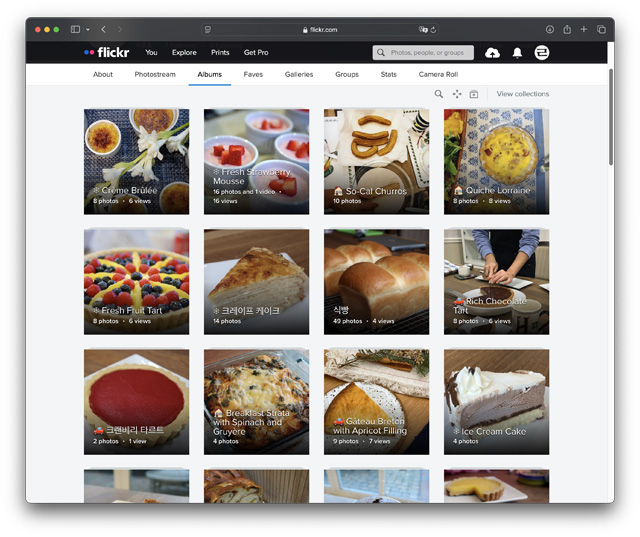 flickr.com
flickr
You
Explore
Prints
Get Pro
Photos, people, or groups
About
Photostream
Albums
Faves
Galleries
Groups
Stats
Camera Roll
View collections
Crème Brûlée
8 photos • 6 views
Fresh Strawberry
Mousse
16 photos and 1 video •
16 views
So-Cal Churros
10 photos
Quiche Lorraine
8 photos • 8 views
Fresh Fruit Tart
8 photos • 6 views
크레이프 케이크
14 photos
식빵
49 photos • 4 views
Rich Chocolate
Tart
8 photos • 6 views
크랜베리 타르트
2 photos • 1 view
Breakfast Strata
with Spinach and
Gruyère
4 photos
Gâteau Breton
with Apricot Filling
9 photos • 7 views
Ice Cream Cake
4 photos